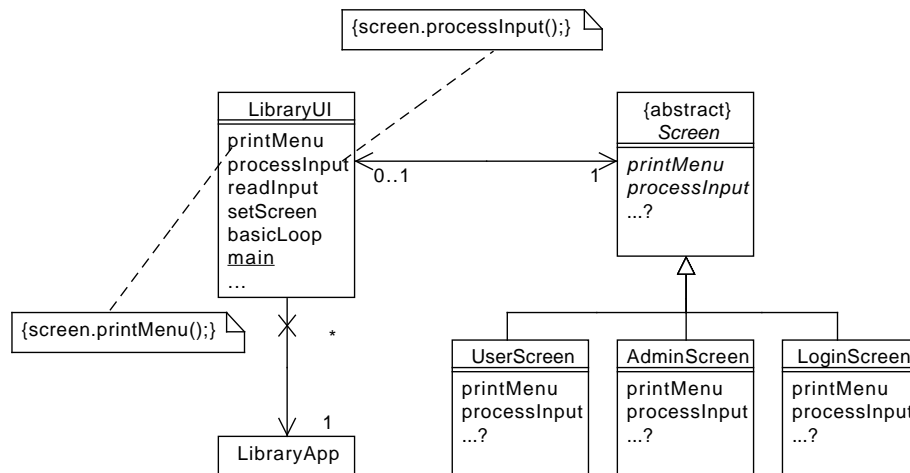 {screen.processInput();}
LibraryUI
printMenu
processInput
readInput
setScreen
basicLoop
main
...
0..1
1
{abstract}
Screen
printMenu
processInput
...?
{screen.printMenu();}
*
1
LibraryApp
UserScreen
printMenu
processInput
...?
AdminScreen
printMenu
processInput
...?
LoginScreen
printMenu
processInput
...?